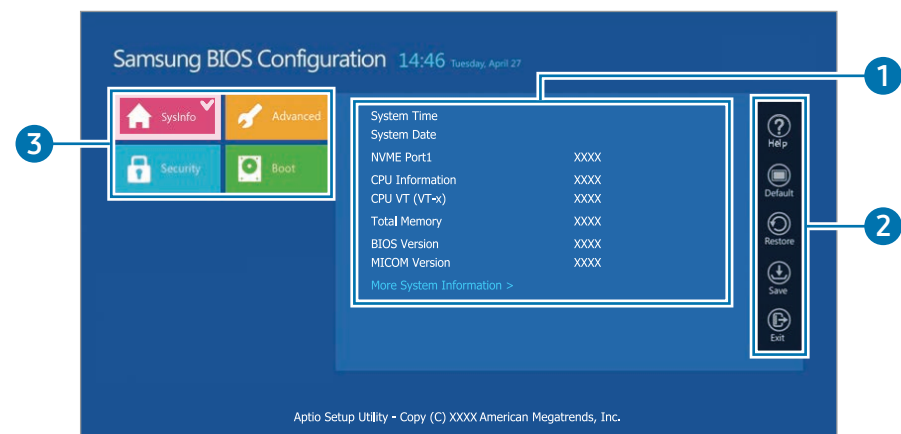 Samsung BIOS Configuration 14:46 Tuesday, April 27
1
SysInfo
Advanced
3
Security
Boot
System Time
System Date
NVME Port1 XXXX
CPU Information XXXX
CPU VT (VT-x) XXXX
Total Memory XXXX
BIOS Version XXXX
MICOM Version XXXX
More System Information >
?
Help
Default
Restore
2
Save
Exit
Aptio Setup Utility - Copy (C) XXXX American Megatrends, Inc.